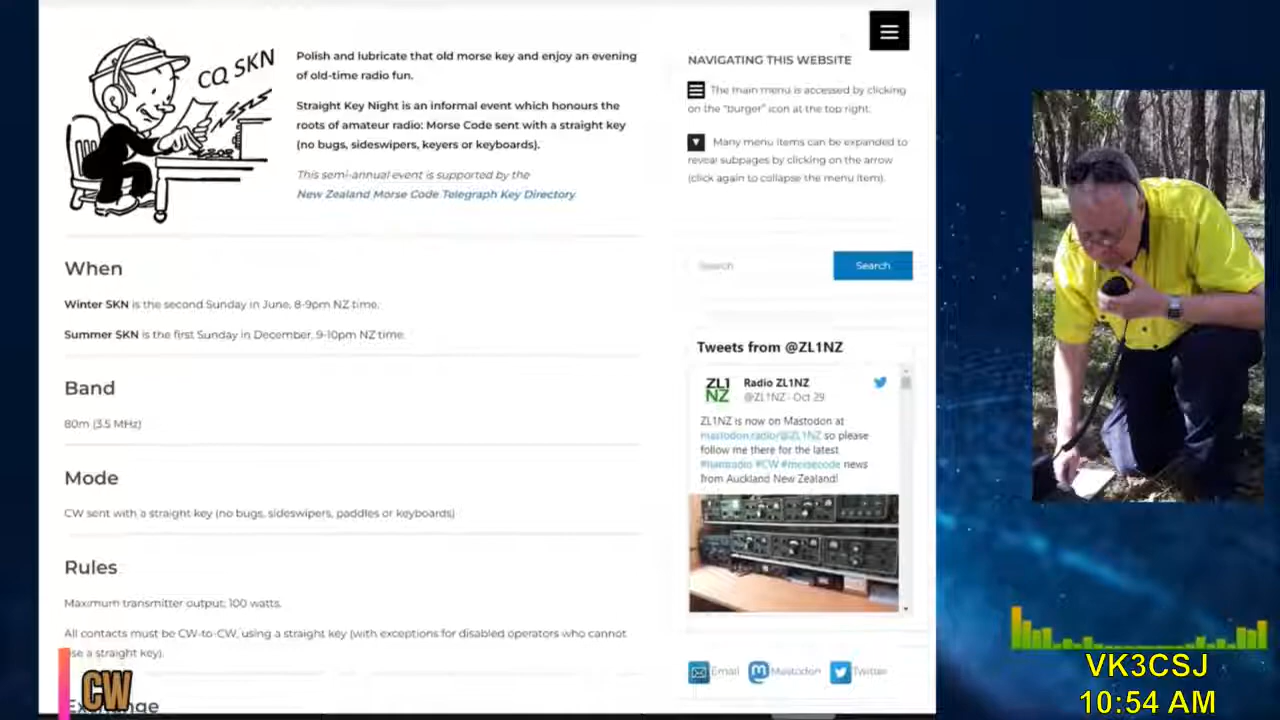 CQ SKN
Polish and lubricate that old morse key and enjoy an evening
of old-time radio fun.
Straight Key Night is an informal event which honours the
roots of amateur radio: Morse Code sent with a straight key
(no bugs, sideswipers, keyers or keyboards).
This semi-annual event is supported by the
New Zealand Morse Code Telegraph Key Directory
When
Winter SKN is the second Sunday in June, 8-9pm NZ time.
Summer SKN is the first Sunday in December, 9-10pm NZ time.
Band
80m (3.5 MHz)
Mode
CW sent with a straight key (no bugs, sideswipers, paddles or keyboards)
Rules
Maximum transmitter output: 100 watts.
All contacts must be CW-to-CW, using a straight key (with exceptions for disabled operators who cannot
use a straight key).
CW
NAVIGATING THIS WEBSITE
The main menu is accessed by clicking
on the "burger" icon at the top right.
Many menu items can be expanded to
reveal subpages by clicking on the arrow
(click again to collapse the menu item).
Search
Search
Tweets from @ZL1NZ
ZL1
NZ
Radio ZL1NZ
@ZL1NZ · Oct 29
ZL1NZ is now on Mastodon at
mastodon.radio/@ZL1NZ so please
follow me there for the latest
#hamradio #CW #morsecode news
from Auckland New Zealand!
Email
Mastodon
Twitter
VK3CSJ
10:54 AM